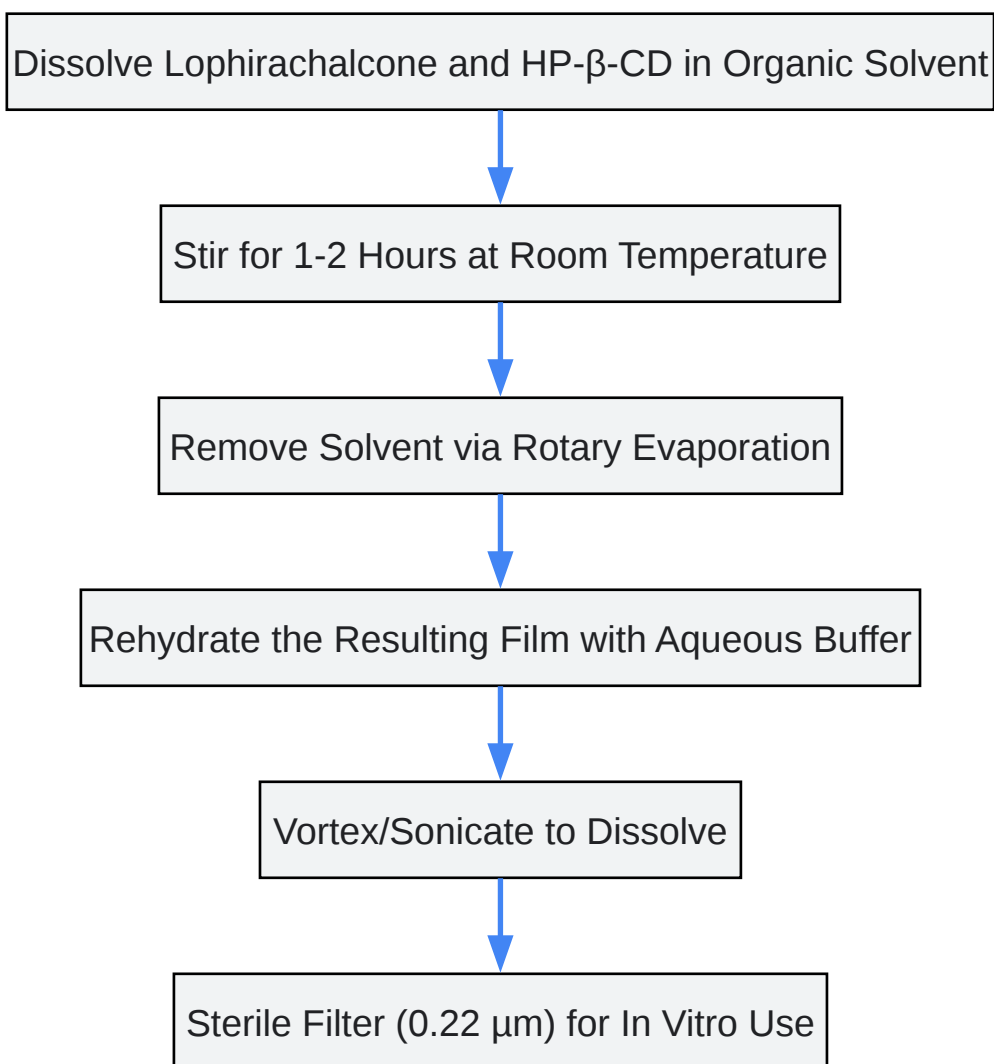 Dissolve Lophirachalcone and HP-β-CD in Organic Solvent
Stir for 1-2 Hours at Room Temperature
Remove Solvent via Rotary Evaporation
Rehydrate the Resulting Film with Aqueous Buffer
Vortex/Sonicate to Dissolve
Sterile Filter (0.22 µm) for In Vitro Use